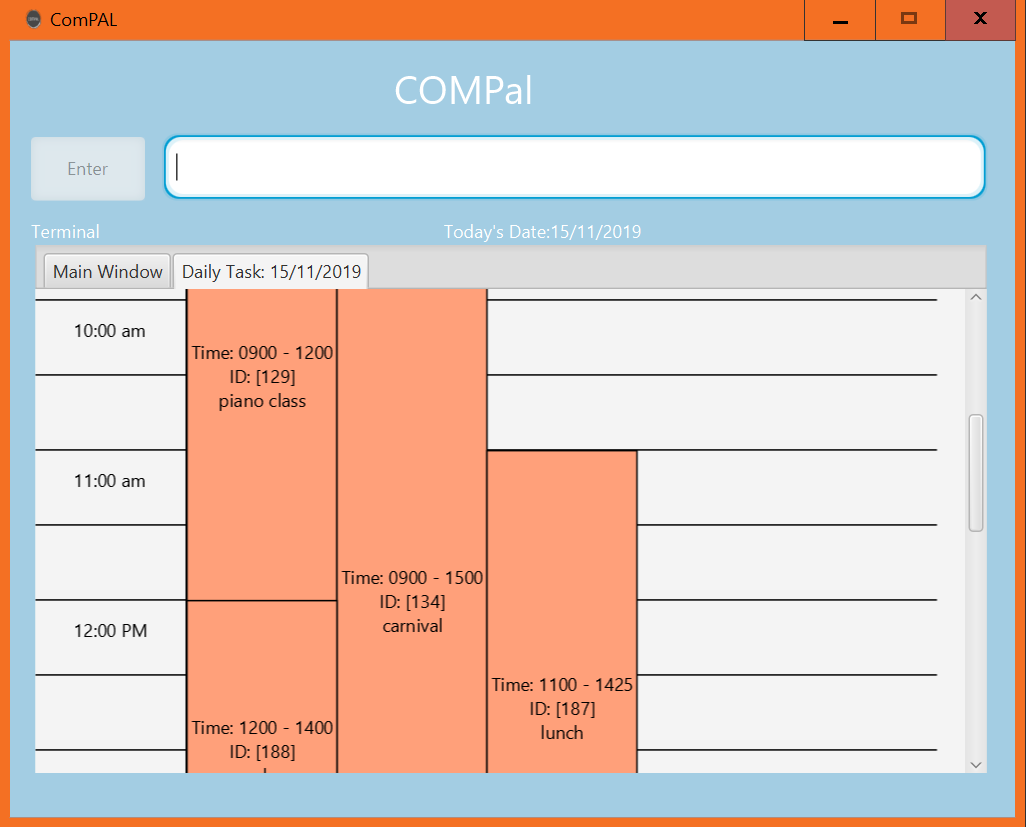 ComPAL
COMPal
Enter
Terminal
Today's Date:15/11/2019
Main Window
Daily Task: 15/11/2019
10:00 am
Time: 0900 - 1200
ID: [129]
piano class
11:00 am
Time: 0900 - 1500
ID: [134]
carnival
12:00 PM
Time: 1100 - 1425
ID: [187]
lunch
Time: 1200 - 1400
ID: [188]